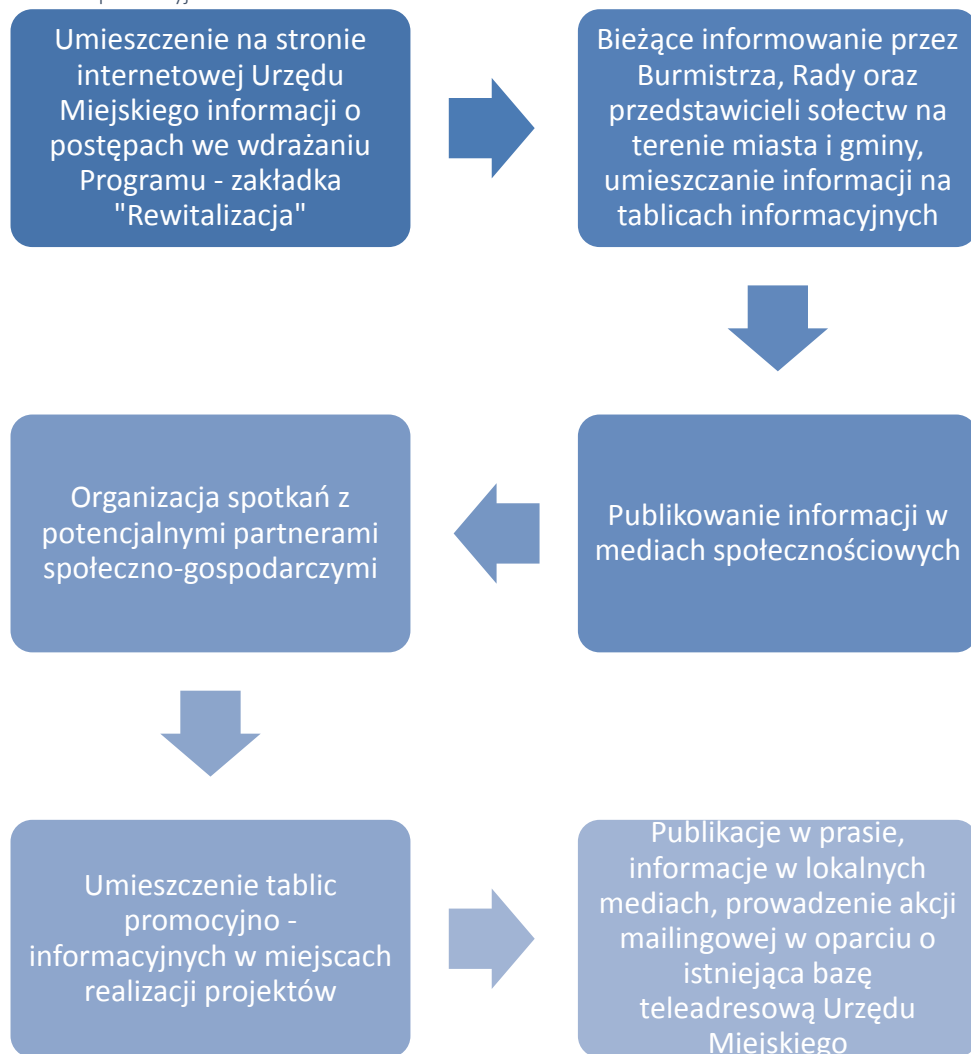 Umieszczenie na stronie
internetowej Urzędu
Miejskiego informacji o
postępach we wdrażaniu
Programu - zakładka
"Rewitalizacja"
Bieżące informowanie przez
Burmistrza, Rady oraz
przedstawicieli sołectw na
terenie miasta i gminy,
umieszczanie informacji na
tablicach informacyjnych
Publikowanie informacji w
mediach społecznościowych
Organizacja spotkań z
potencjalnymi partnerami
społeczno-gospodarczymi
Umieszczenie tablic
promocyjno -
informacyjnych w miejscach
realizacji projektów
Publikacje w prasie,
informacje w lokalnych
mediach, prowadzenie akcji
mailingowej w oparciu o
istniejąca bazę
teleadresową Urzędu
Miejskiego